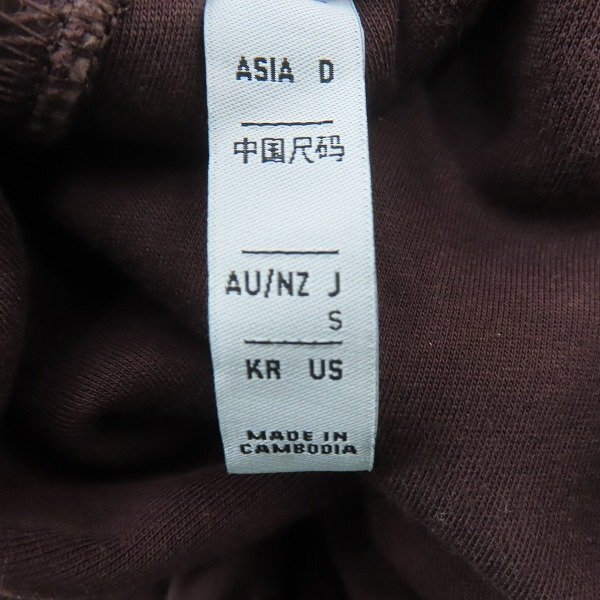 ASIA D
中国尺码
AU/NZ J
S
KR US
MADE IN
CAMBODIA